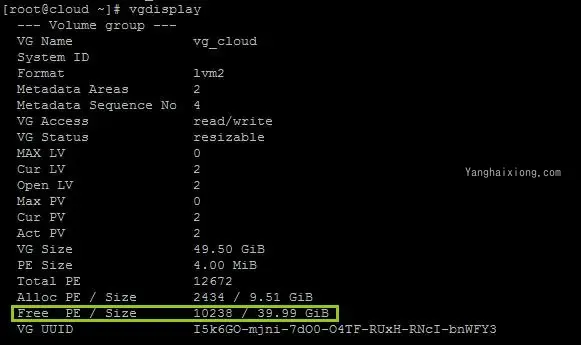 [root@cloud ~]# vgdisplay
--- Volume group ---
VG Name vg_cloud
System ID
Format lvm2
Metadata Areas 2
Metadata Sequence No 4
VG Access read/write
VG Status resizable
MAX LV 0
Cur LV 2
Open LV 2
Max PV 0
Cur PV 2
Act PV 2
VG Size 49.50 GiB
PE Size 4.00 MiB
Total PE 12672
Alloc PE / Size 2434 / 9.51 GiB
Free PE / Size 10238 / 39.99 GiB
VG UUID I5k6GO-mjni-7dO0-O4TF-RUxH-RNcI-bnWFY3
Yanghaixiong.com